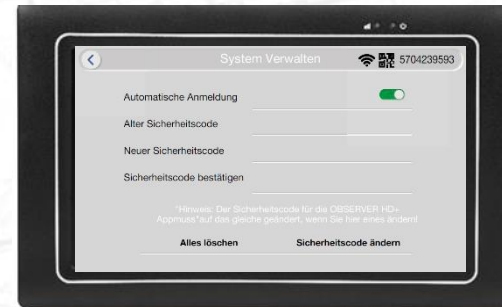 System Verwalten
5704239593
Automatische Anmeldung
Alter Sicherheitscode
Neuer Sicherheitscode
Sicherheitscode bestätigen
*Hinweis: Der Sicherheitscode für die OBSERVER HD+
Appmuss"auf das gleiche geändert, wenn Sie hier eines ändern!
Alles löschen
Sicherheitscode ändern